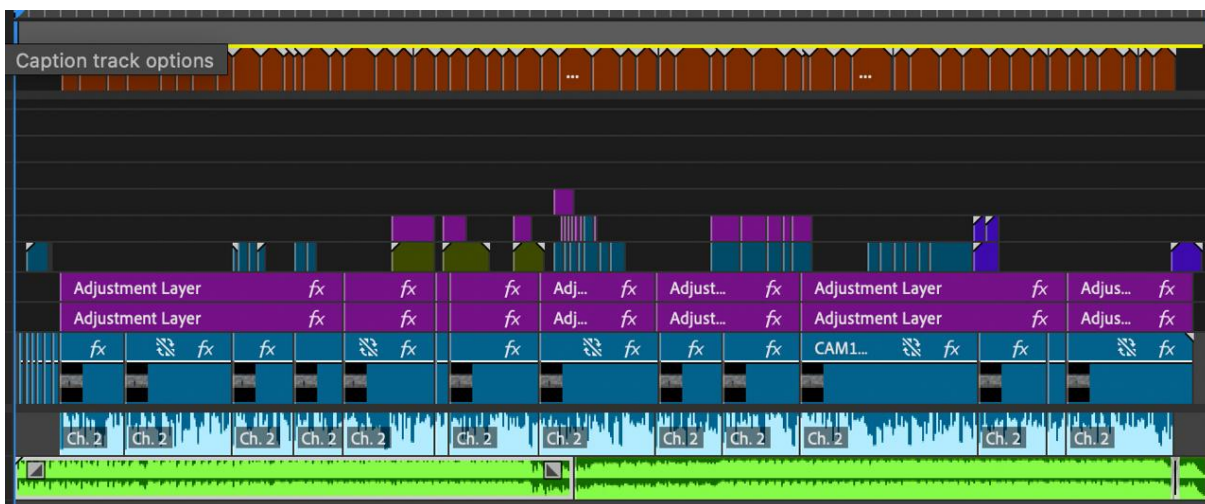 Caption track options
... ...
Adjustment Layer fx fx fx Adj... fx Adjust... fx Adjustment Layer fx Adjus... fx
Adjustment Layer fx fx fx Adj... fx Adjust... fx Adjustment Layer fx Adjus... fx
fx fx fx fx fx fx fx fx CAM1... fx fx fx
Ch. 2 Ch. 2 Ch. 2 Ch. 2 Ch. 2 Ch. 2 Ch. 2 Ch. 2 Ch. 2 Ch. 2 Ch. 2 Ch. 2